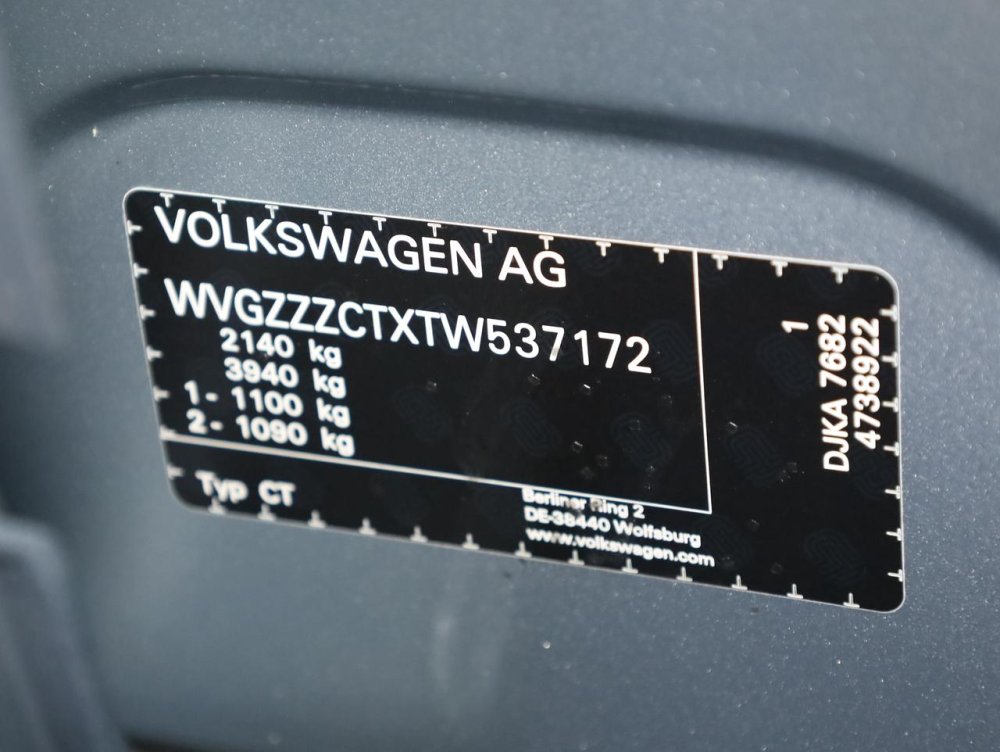 VOLKSWAGEN AG
WVGZZZCTXTW537172
2140 kg
3940 kg
1- 1100 kg
2- 1090 kg
Typ CT
Berliner Ring 2
DE-38440 Wolfsburg
www.volkswagen.com
1
DJKA 7682
4738922